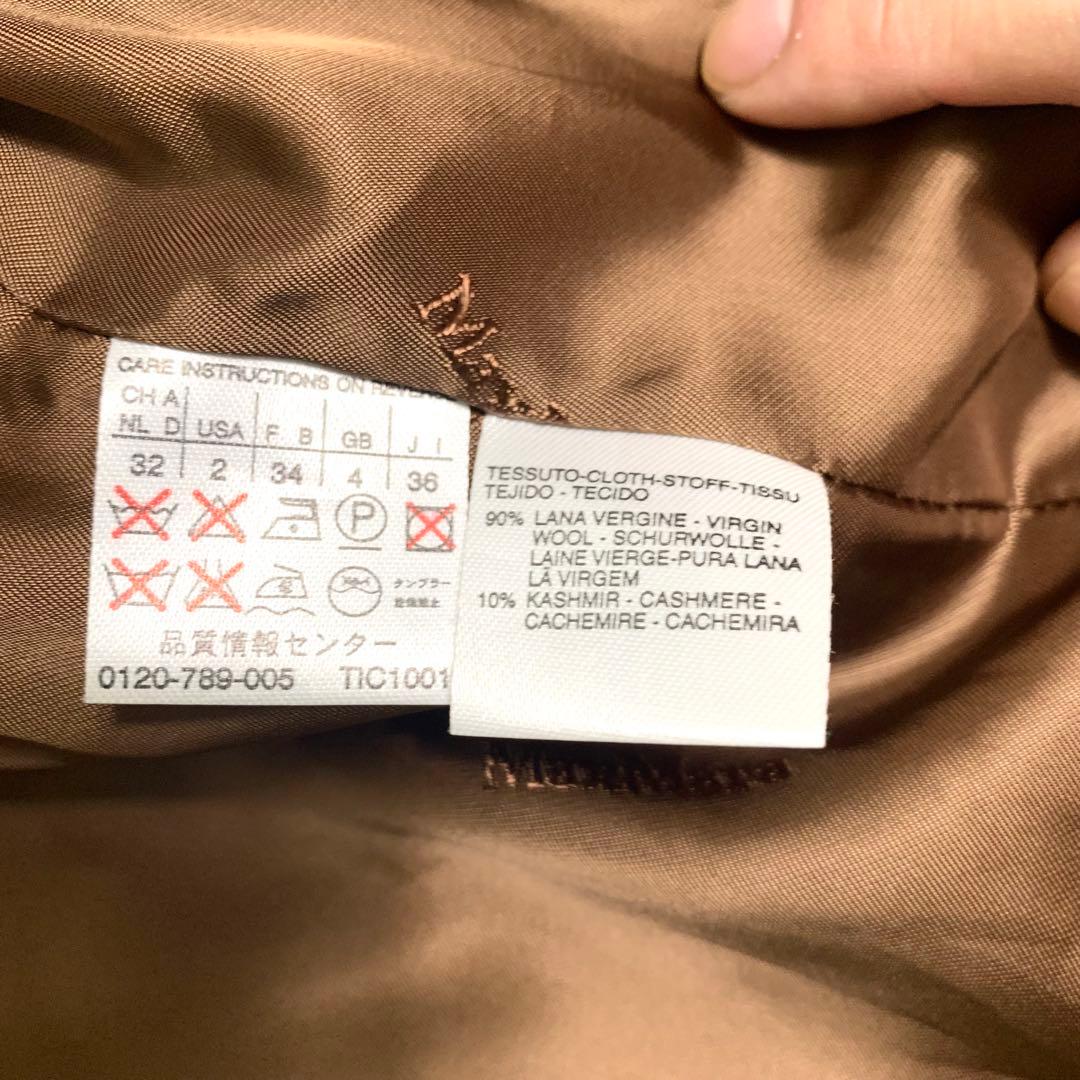 CARE INSTRUCTIONS ON REVERS
CH A
NL D USA F B GB J I
32 2 34 4 36
P
タンブラー
乾燥禁止
品質情報センター
0120-789-005 TIC1001
TESSUTO-CLOTH-STOFF-TISSU
TEJIDO - TECIDO
90% LANA VERGINE - VIRGIN
WOOL - SCHURWOLLE -
LAINE VIERGE-PURA LANA
LÃ VIRGEM
10% KASHMIR - CASHMERE -
CACHEMIRE - CACHEMIRA